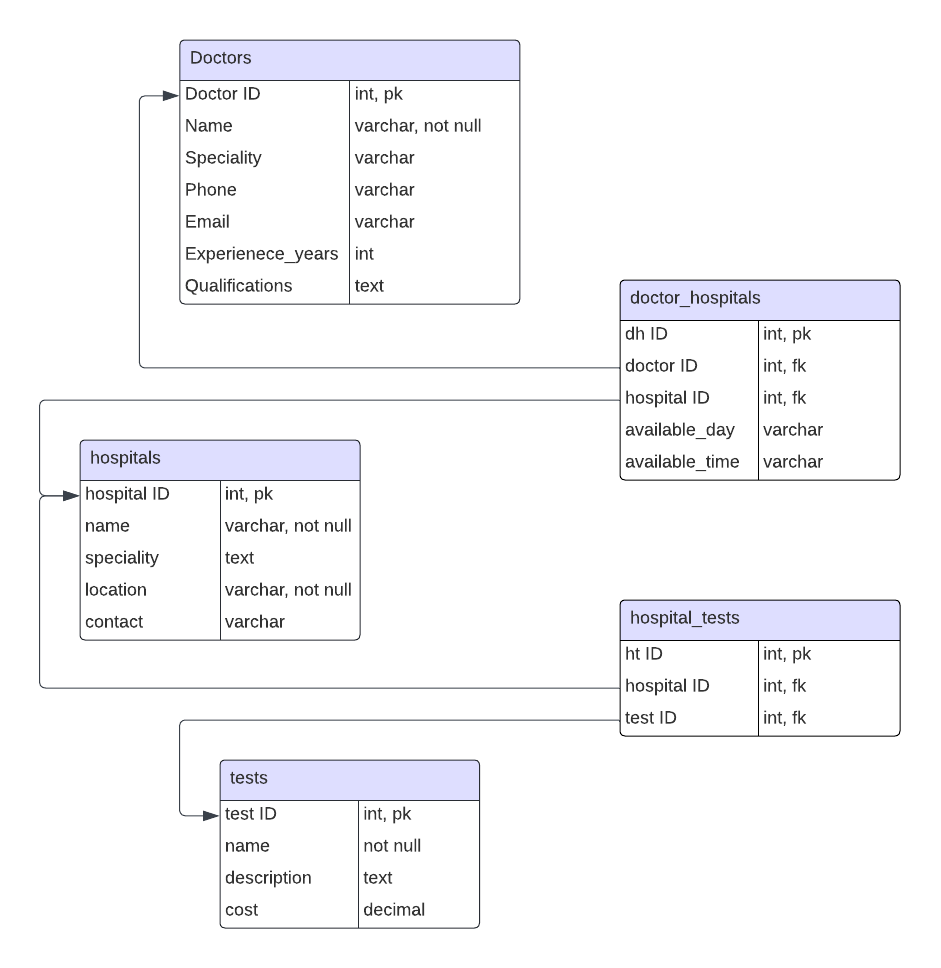 Doctors
Doctor ID int, pk
Name varchar, not null
Speciality varchar
Phone varchar
Email varchar
Experienece_years int
Qualifications text
doctor_hospitals
dh ID int, pk
doctor ID int, fk
hospital ID int, fk
available_day varchar
available_time varchar
hospitals
hospital ID int, pk
name varchar, not null
speciality text
location varchar, not null
contact varchar
hospital_tests
ht ID int, pk
hospital ID int, fk
test ID int, fk
tests
test ID int, pk
name not null
description text
cost decimal